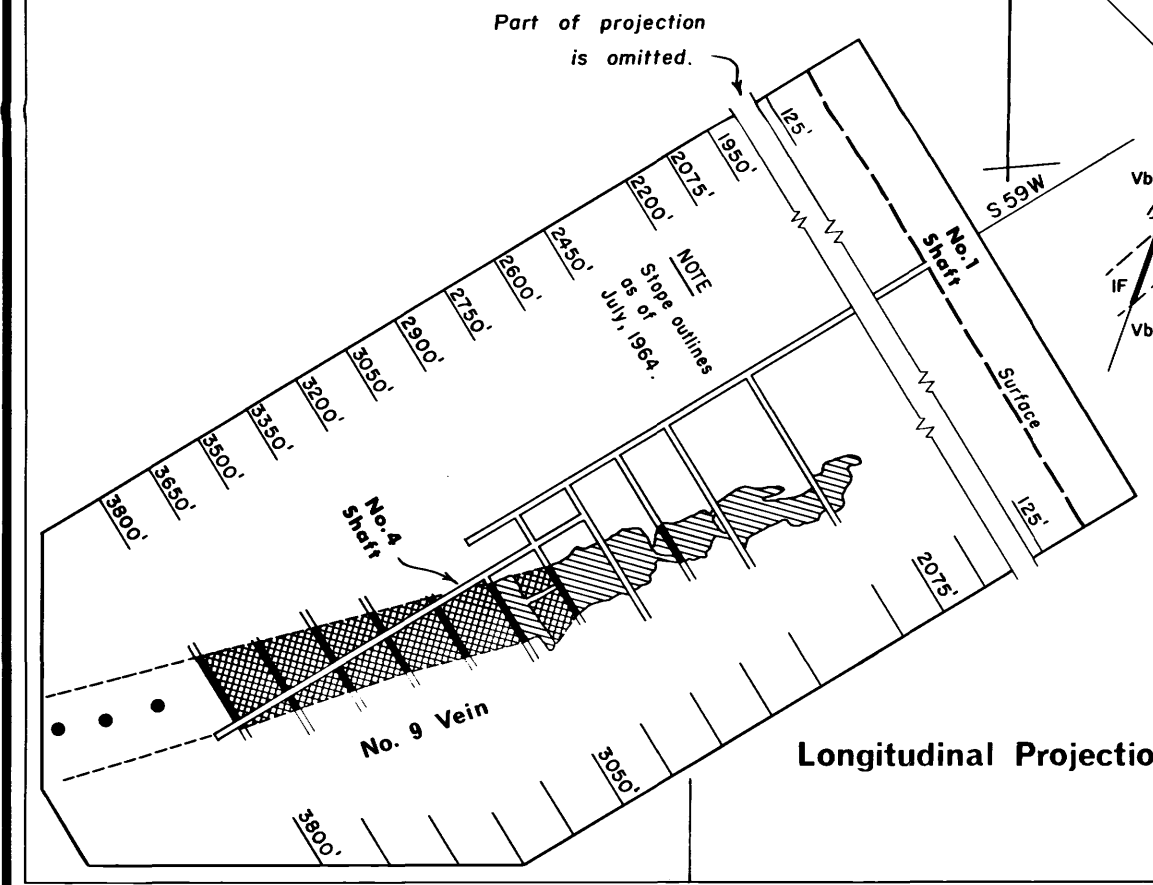 Part of projection
is omitted.
125'
1950'
2075'
2200'
2450'
2600'
2750'
2900'
3050'
3200'
3350'
3500'
3650'
3800'
NOTE
Stope outlines
as of
July, 1964.
No.1
Shaft
S 59 W
Vb
IF
Vb
Surface
No.4
Shaft
125'
2075'
3050'
3800'
No. 9 Vein
Longitudinal Projectio